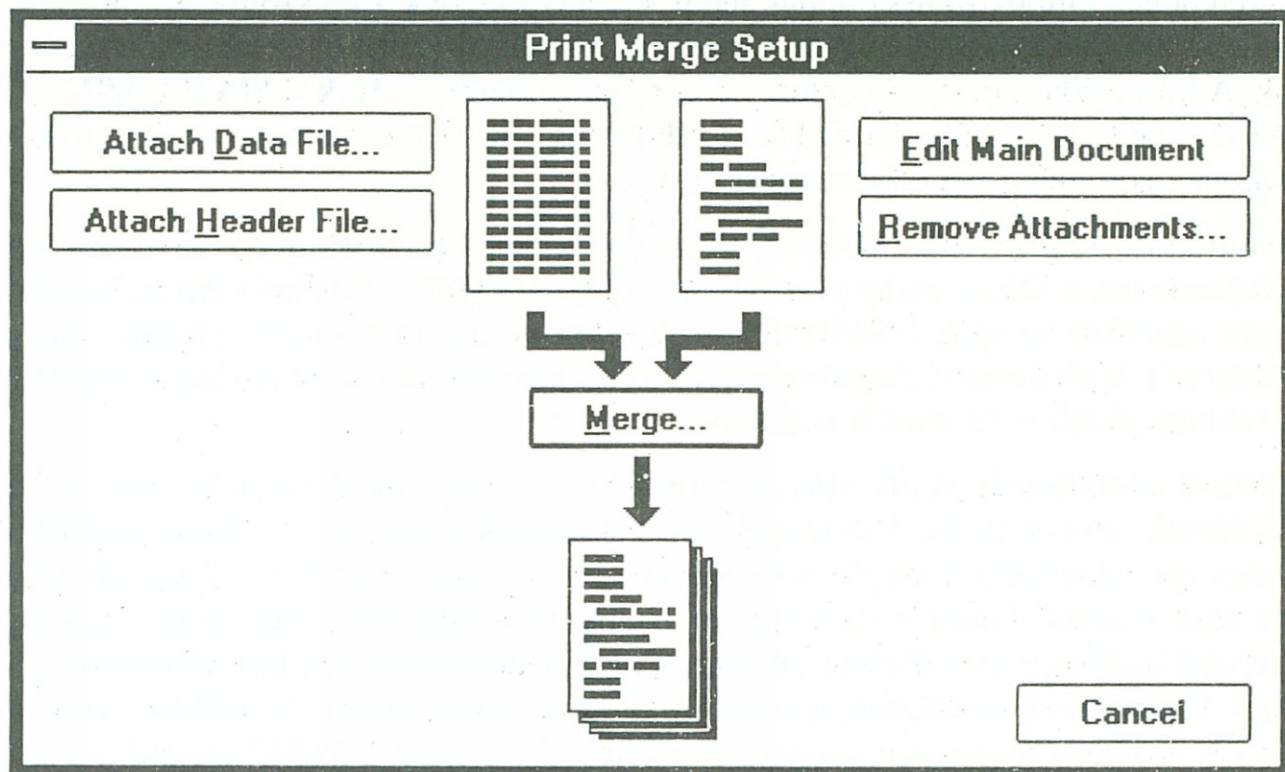 Print Merge Setup
Attach Data File...
Attach Header File...
Edit Main Document
Remove Attachments...
Merge...
Cancel